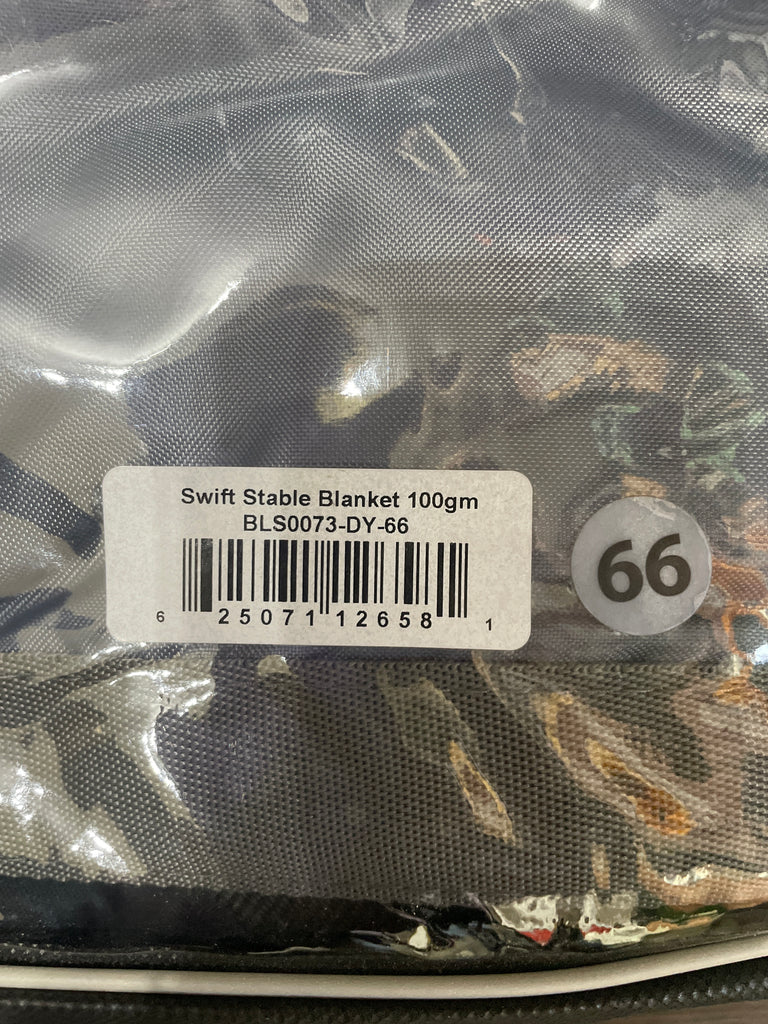 Swift Stable Blanket 100gm
BLS0073-DY-66
6 25071 12658 1
66